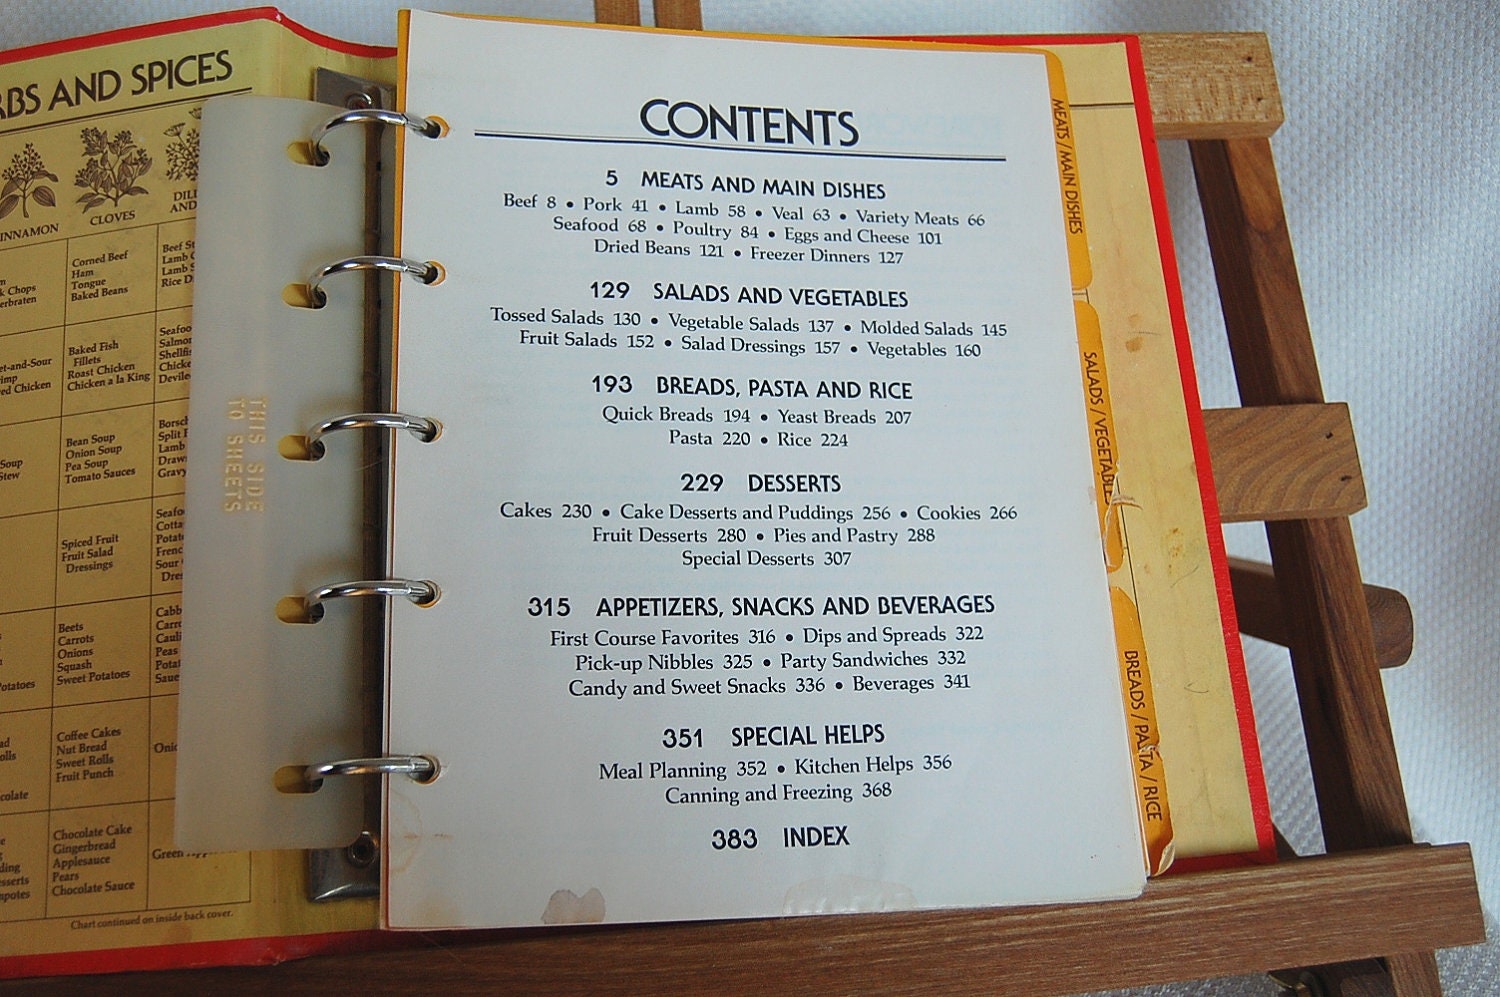 RBS AND SPICES
CINNAMON
CLOVES
DILL
AND
Corned Beef
Ham
Tongue
Baked Beans
Baked Fish
Fillets
Roast Chicken
Chicken a la King
Bean Soup
Onion Soup
Pea Soup
Tomato Sauces
Spiced Fruit
Fruit Salad
Dressings
Beets
Carrots
Onions
Squash
Sweet Potatoes
Coffee Cakes
Nut Bread
Sweet Rolls
Fruit Punch
Chocolate Cake
Gingerbread
Applesauce
Pears
Chocolate Sauce
Chart continued on inside back cover.
THIS SIDE
TO SHEETS
CONTENTS
5 MEATS AND MAIN DISHES
Beef 8 • Pork 41 • Lamb 58 • Veal 63 • Variety Meats 66
Seafood 68 • Poultry 84 • Eggs and Cheese 101
Dried Beans 121 • Freezer Dinners 127
129 SALADS AND VEGETABLES
Tossed Salads 130 • Vegetable Salads 137 • Molded Salads 145
Fruit Salads 152 • Salad Dressings 157 • Vegetables 160
193 BREADS, PASTA AND RICE
Quick Breads 194 • Yeast Breads 207
Pasta 220 • Rice 224
229 DESSERTS
Cakes 230 • Cake Desserts and Puddings 256 • Cookies 266
Fruit Desserts 280 • Pies and Pastry 288
Special Desserts 307
315 APPETIZERS, SNACKS AND BEVERAGES
First Course Favorites 316 • Dips and Spreads 322
Pick-up Nibbles 325 • Party Sandwiches 332
Candy and Sweet Snacks 336 • Beverages 341
351 SPECIAL HELPS
Meal Planning 352 • Kitchen Helps 356
Canning and Freezing 368
383 INDEX
MEATS / MAIN DISHES
SALADS / VEGETABLE
BREADS / PASTA / RICE